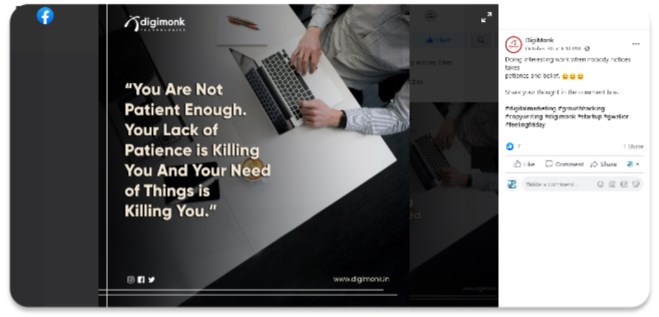 digimonk
TECHNOLOGIES
“You Are Not
Patient Enough.
Your Lack of
Patience is Killing
You And Your Need
of Things is
Killing You.”
www.digimonk.in
DigiMonk
Doing interesting work when nobody notices
takes
patience and belief.
Share your thought in the comment box.
#digitalmarketing #growthhacking
#copywriting #digimonk #startup #gwalior
#feelingfriday
7
1 Share
Like Comment Share
Write a comment...